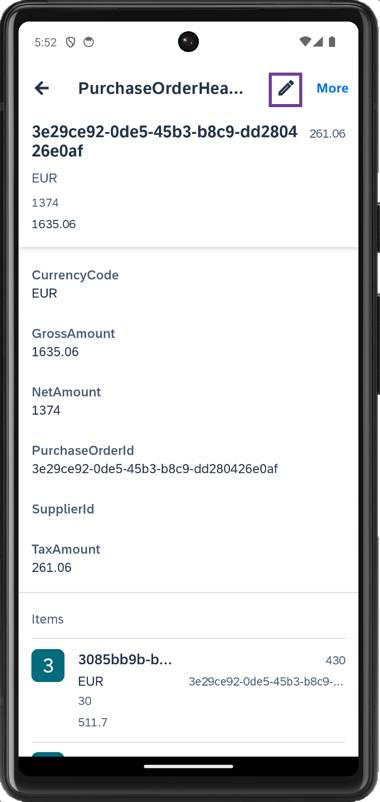 5:52
PurchaseOrderHea... More
3e29ce92-0de5-45b3-b8c9-dd2804 261.06
26e0af
EUR
1374
1635.06
CurrencyCode
EUR
GrossAmount
1635.06
NetAmount
1374
PurchaseOrderId
3e29ce92-0de5-45b3-b8c9-dd280426e0af
SupplierId
TaxAmount
261.06
Items
3 3085bb9b-b... 430
EUR 3e29ce92-0de5-45b3-b8c9-...
30
511.7